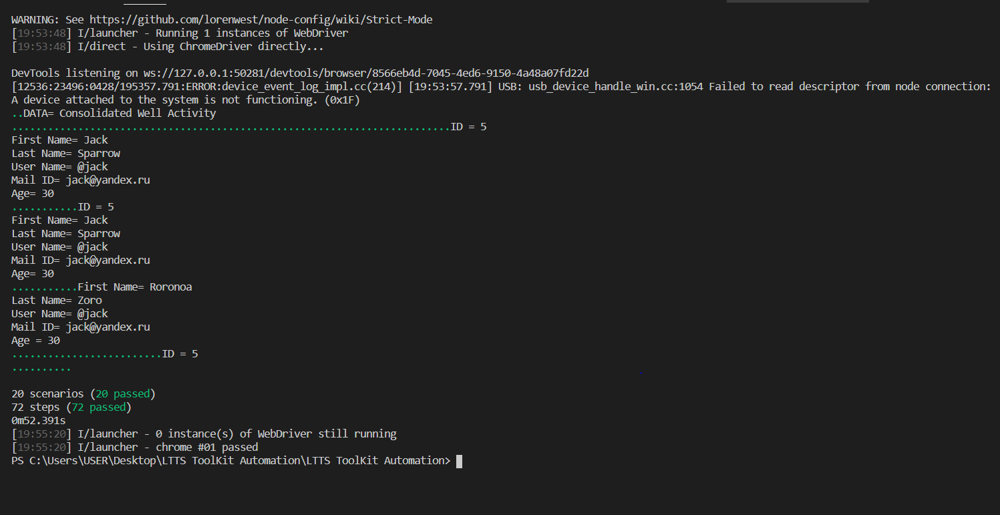 WARNING: See https://github.com/lorenwest/node-config/wiki/Strict-Mode
[19:53:48] I/launcher - Running 1 instances of WebDriver
[19:53:48] I/direct - Using ChromeDriver directly...
DevTools listening on ws://127.0.0.1:50281/devtools/browser/8566eb4d-7045-4ed6-9150-4a48a07fd22d
[12536:23496:0428/195357.791:ERROR:device_event_log_impl.cc(214)] [19:53:57.791] USB: usb_device_handle_win.cc:1054 Failed to read descriptor from node connection:
A device attached to the system is not functioning. (0x1F)
..DATA= Consolidated Well Activity
.........................................................................ID = 5
First Name= Jack
Last Name= Sparrow
User Name= @jack
Mail ID= jack@yandex.ru
Age= 30
...........ID = 5
First Name= Jack
Last Name= Sparrow
User Name= @jack
Mail ID= jack@yandex.ru
Age= 30
...........First Name= Roronoa
Last Name= Zoro
User Name= @jack
Mail ID= jack@yandex.ru
Age = 30
.........................ID = 5
..........
20 scenarios (20 passed)
72 steps (72 passed)
0m52.391s
[19:55:20] I/launcher - 0 instance(s) of WebDriver still running
[19:55:20] I/launcher - chrome #01 passed
PS C:\Users\USER\Desktop\LTTS ToolKit Automation\LTTS ToolKit Automation>